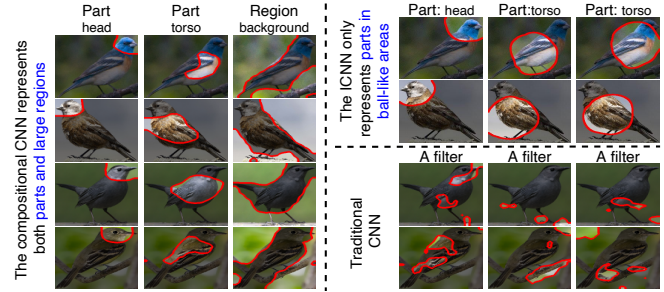 The compositional CNN represents
both parts and large regions
Part
head
Part
torso
Region
background
The ICNN only
represents parts in
ball-like areas
Part: head
Part:torso
Part: torso
Traditional
CNN
A filter
A filter
A filter